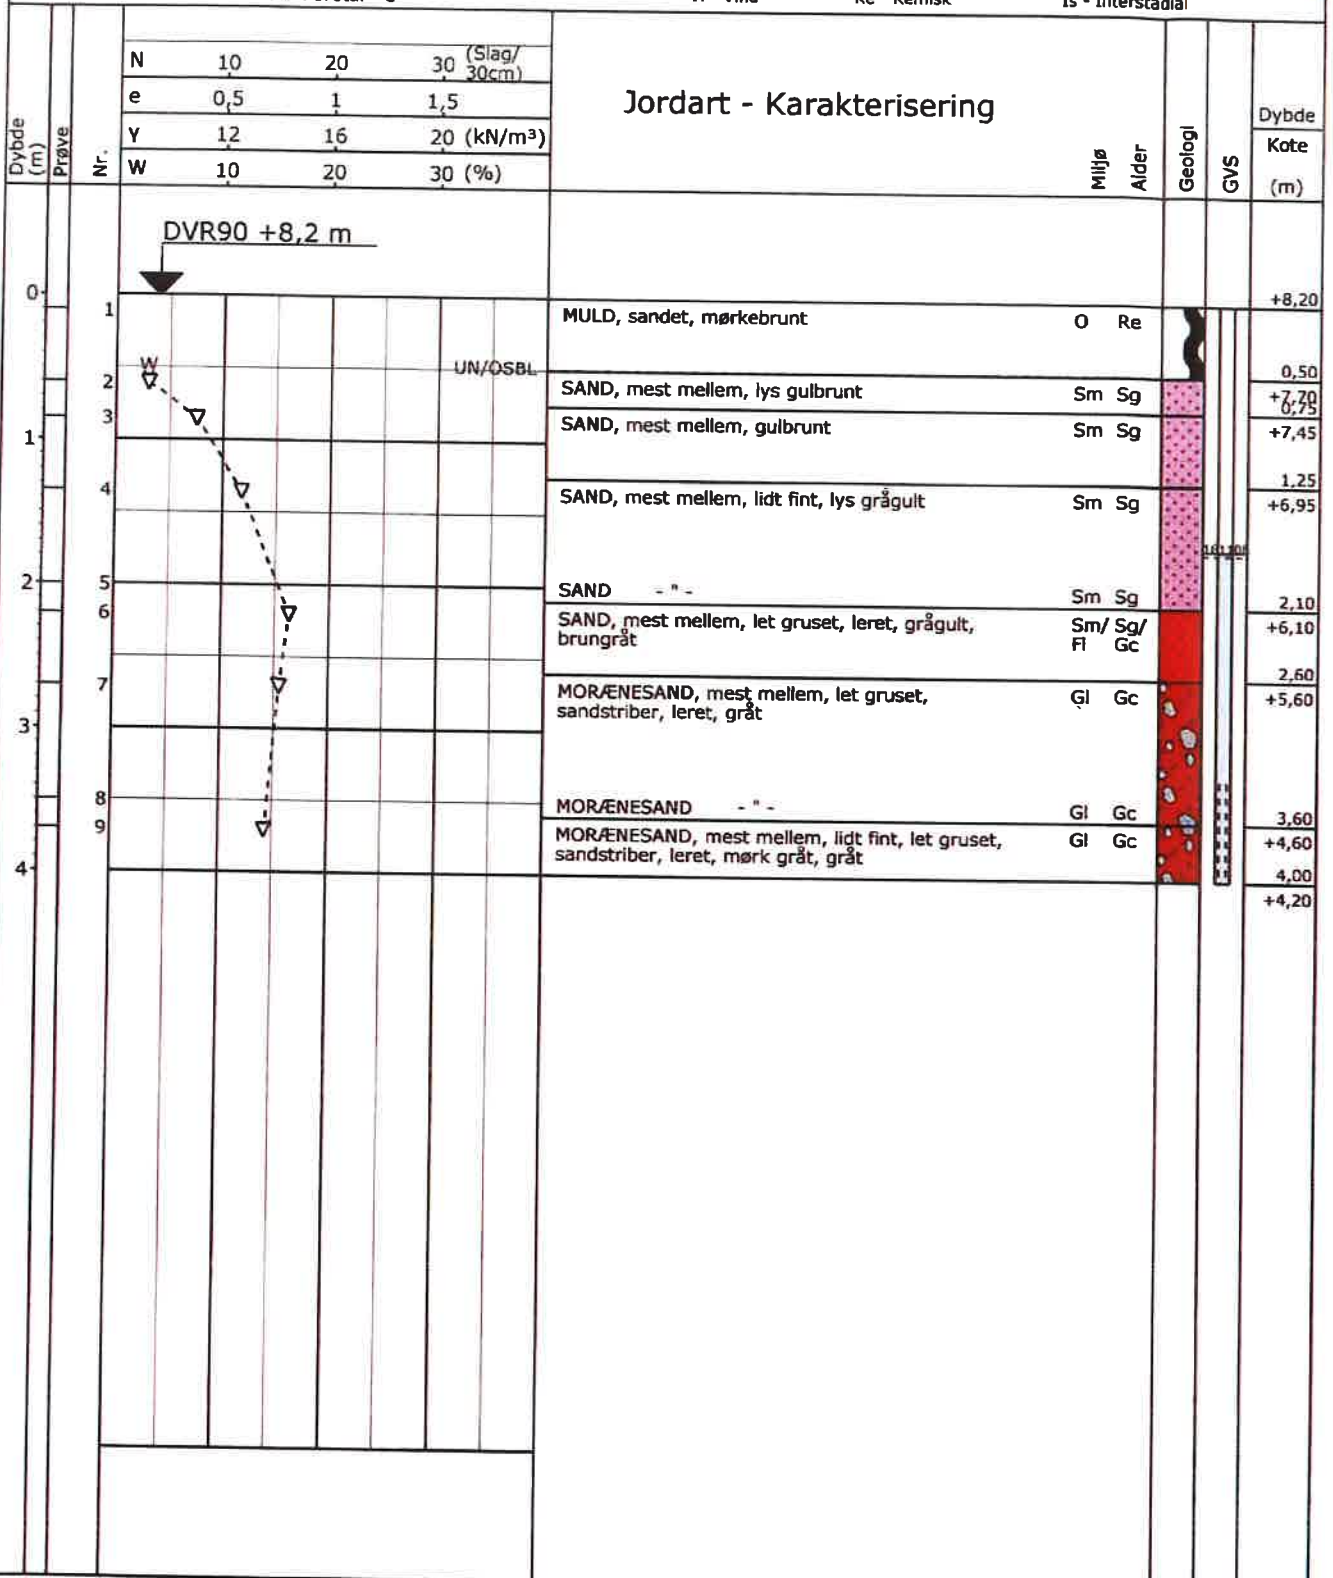 W - Vind
Is - Interstadial
N 10 20 30 (Slag/
30cm)
e 0,5 1 1,5
γ 12 16 20 (kN/m³)
W 10 20 30 (%)
Dybde
(m)
Prøve
Nr.
Jordart - Karakterisering
Miljø
Alder
Geologi
GVS
Dybde
Kote
(m)
DVR90 +8,2 m
0
+8,20
1
MULD, sandet, mørkebrunt O Re
W
UN/OSBL
0,50
2
SAND, mest mellem, lys gulbrunt Sm Sg
+7,70
0,75
3
SAND, mest mellem, gulbrunt Sm Sg
+7,45
1
1,25
4
SAND, mest mellem, lidt fint, lys grågult Sm Sg
+6,95
2
5
SAND - " - Sm Sg
2,10
6
SAND, mest mellem, let gruset, leret, grågult, Sm/ Sg/
brungråt Fl Gc
+6,10
2,60
7
MORÆNESAND, mest mellem, let gruset, Gl Gc
sandstriber, leret, gråt
+5,60
3
8
MORÆNESAND - " - Gl Gc
3,60
9
MORÆNESAND, mest mellem, lidt fint, let gruset, Gl Gc
sandstriber, leret, mørk gråt, gråt
+4,60
4
4,00
+4,20